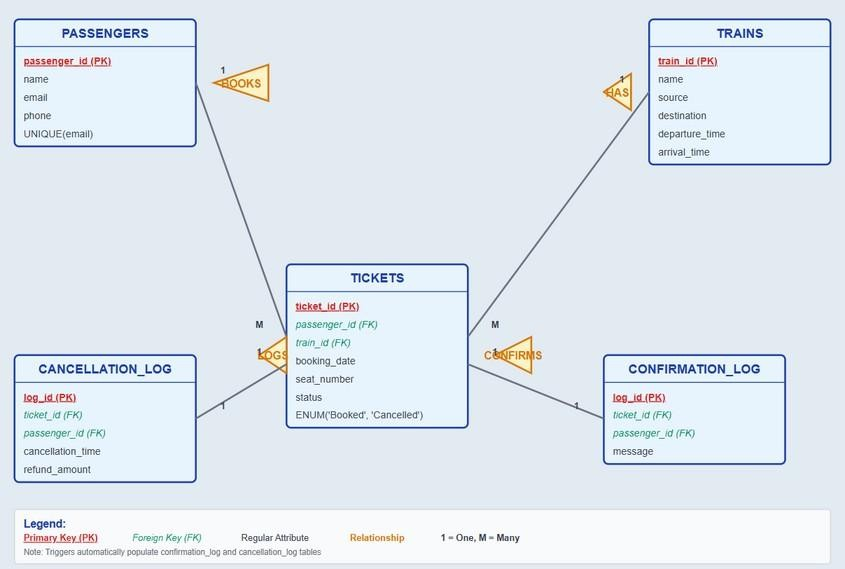 PASSENGERS
passenger_id (PK)
name
email
phone
UNIQUE(email)
1
BOOKS
TRAINS
train_id (PK)
name
source
destination
departure_time
arrival_time
1
HAS
TICKETS
ticket_id (PK)
passenger_id (FK)
train_id (FK)
booking_date
seat_number
status
ENUM('Booked', 'Cancelled')
M
1
LOGS
M
1
CONFIRMS
CANCELLATION_LOG
log_id (PK)
ticket_id (FK)
passenger_id (FK)
cancellation_time
refund_amount
1
1
CONFIRMATION_LOG
log_id (PK)
ticket_id (FK)
passenger_id (FK)
message
Legend:
Primary Key (PK) Foreign Key (FK) Regular Attribute Relationship 1 = One, M = Many
Note: Triggers automatically populate confirmation_log and cancellation_log tables